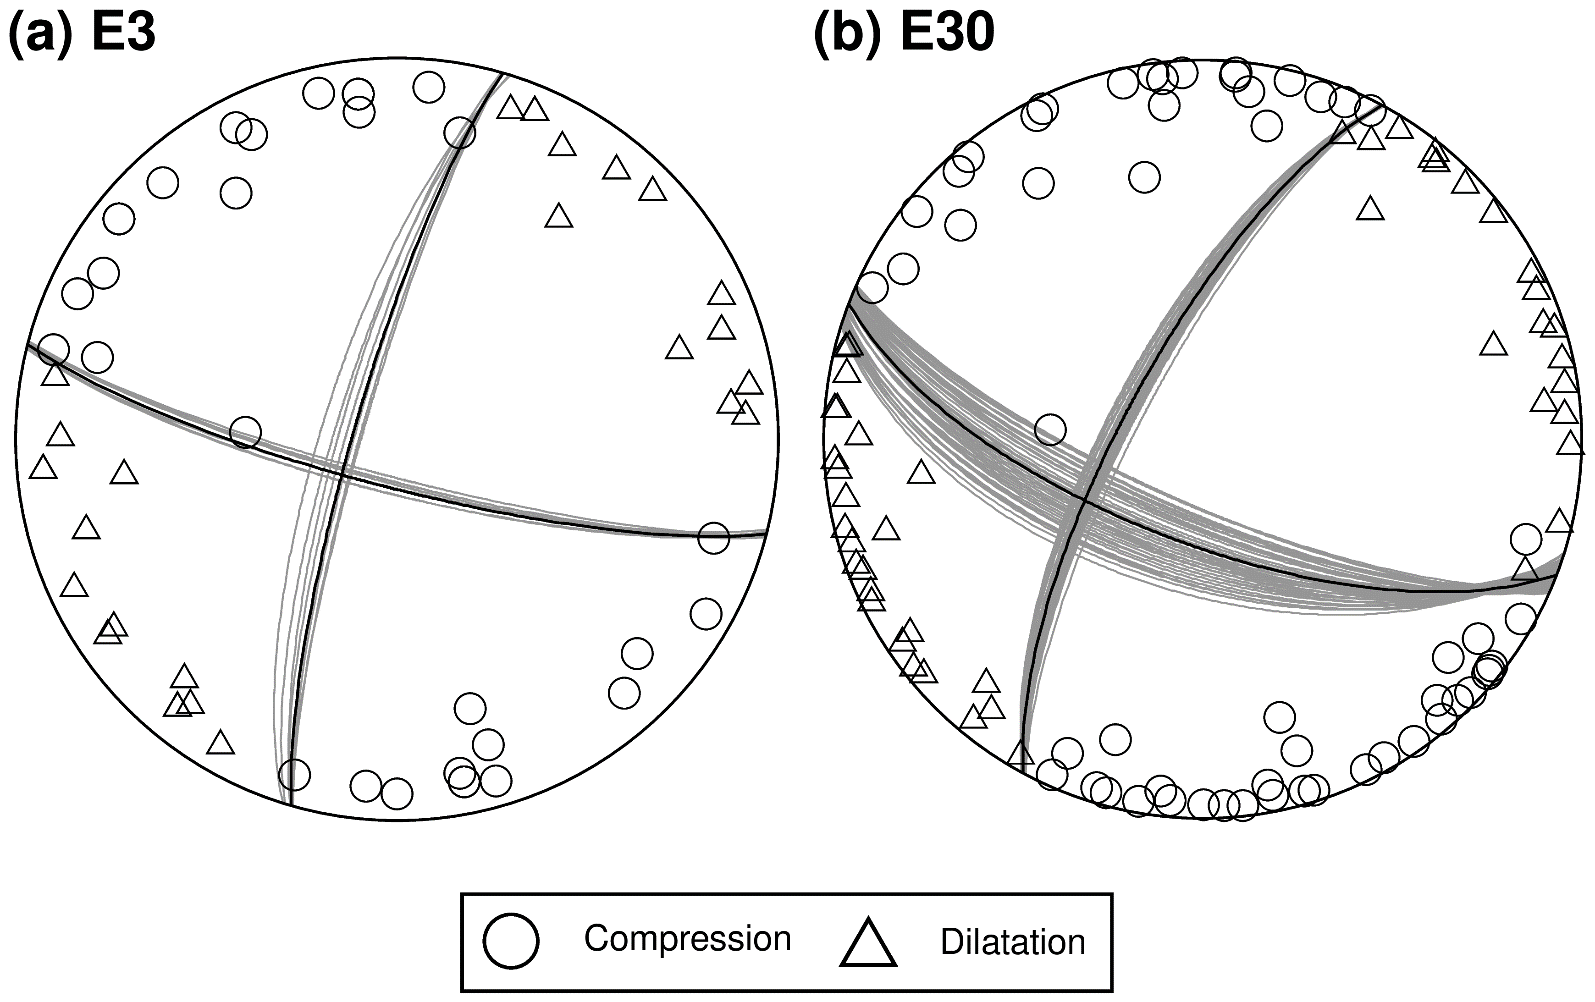 (a) E3
(b) E30
Compression
Dilatation